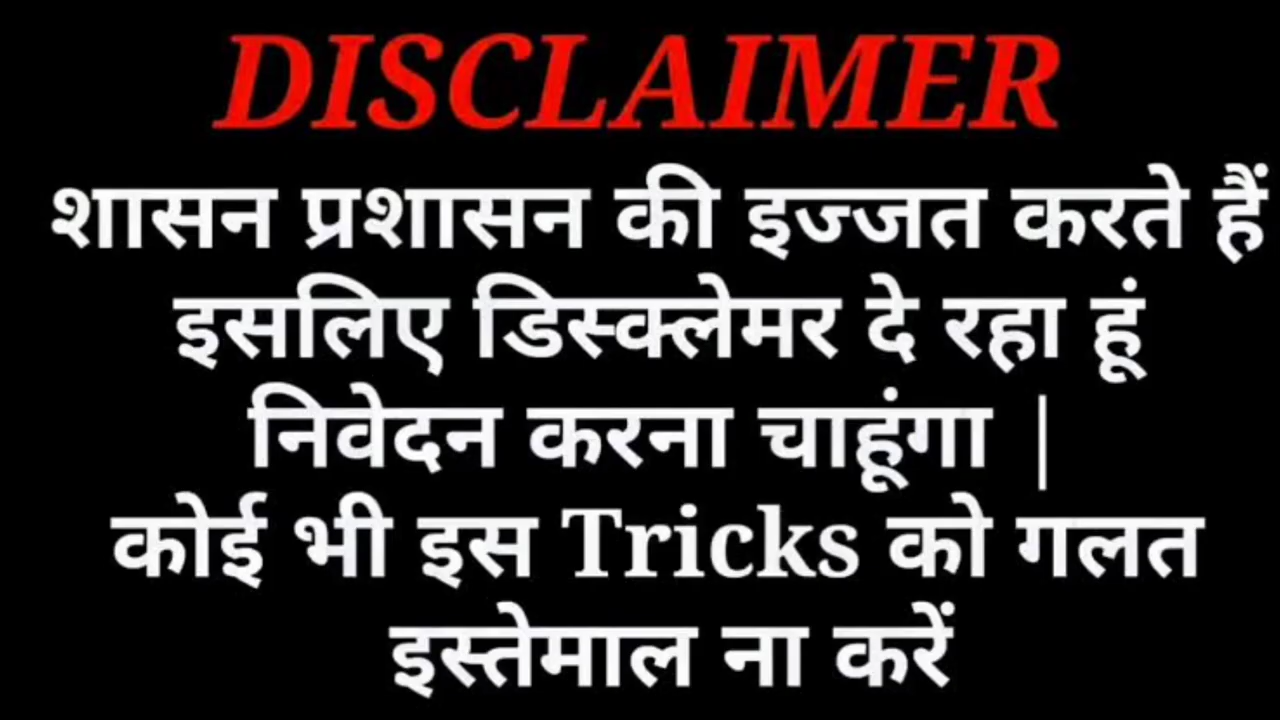 DISCLAIMER
शासन प्रशासन की इज्जत करते हैं
इसलिए डिस्क्लेमर दे रहा हूं
निवेदन करना चाहूंगा |
कोई भी इस Tricks को गलत
इस्तेमाल ना करें